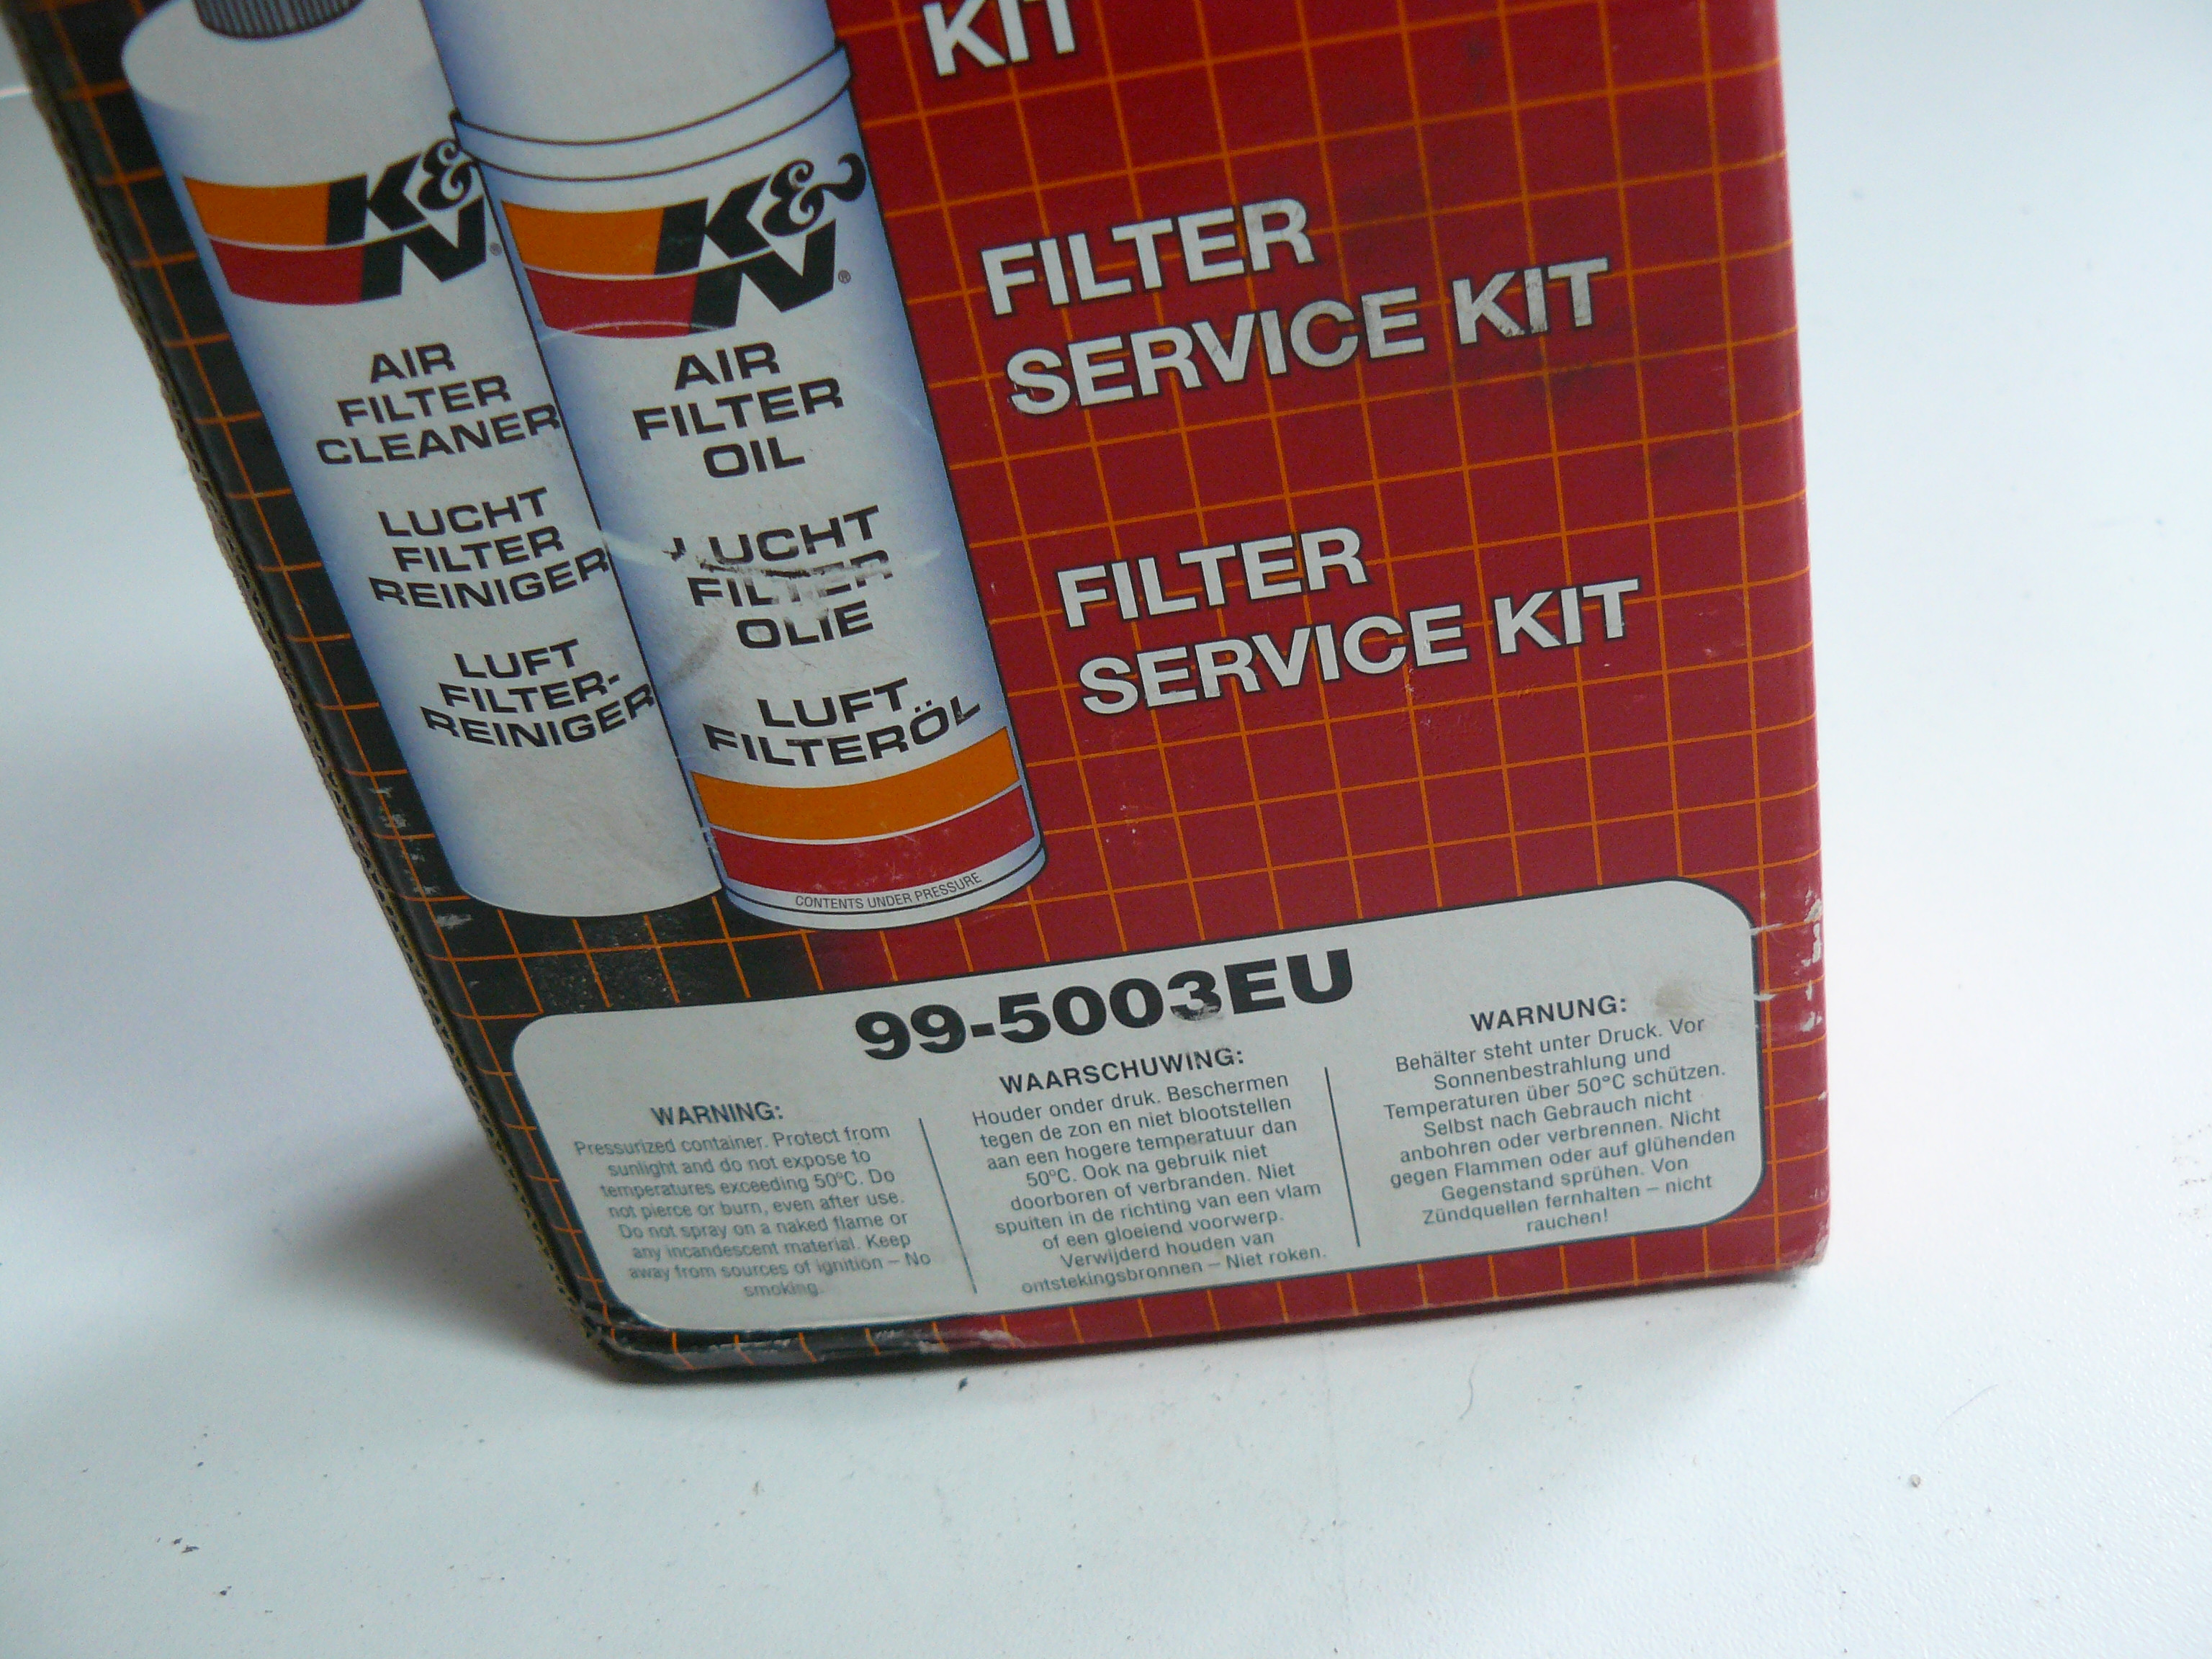 KIT
FILTER
SERVICE KIT
FILTER
SERVICE KIT
K&N®
AIR
FILTER
CLEANER
LUCHT
FILTER
REINIGER
LUFT
FILTER-
REINIGER
K&N®
AIR
FILTER
OIL
LUCHT
FILTER
OLIE
LUFT
FILTERÖL
CONTENTS UNDER PRESSURE
99-5003EU
WARNING:
Pressurized container. Protect from
sunlight and do not expose to
temperatures exceeding 50ºC. Do
not pierce or burn, even after use.
Do not spray on a naked flame or
any incandescent material. Keep
away from sources of ignition – No
smoking.
WAARSCHUWING:
Houder onder druk. Beschermen
tegen de zon en niet blootstellen
aan een hogere temperatuur dan
50ºC. Ook na gebruik niet
doorboren of verbranden. Niet
spuiten in de richting van een vlam
of een gloeiend voorwerp.
Verwijderd houden van
ontstekingsbronnen – Niet roken.
WARNUNG:
Behälter steht unter Druck. Vor
Sonnenbestrahlung und
Temperaturen über 50°C schützen.
Selbst nach Gebrauch nicht
anbohren oder verbrennen. Nicht
gegen Flammen oder auf glühenden
Gegenstand sprühen. Von
Zündquellen fernhalten – nicht
rauchen!